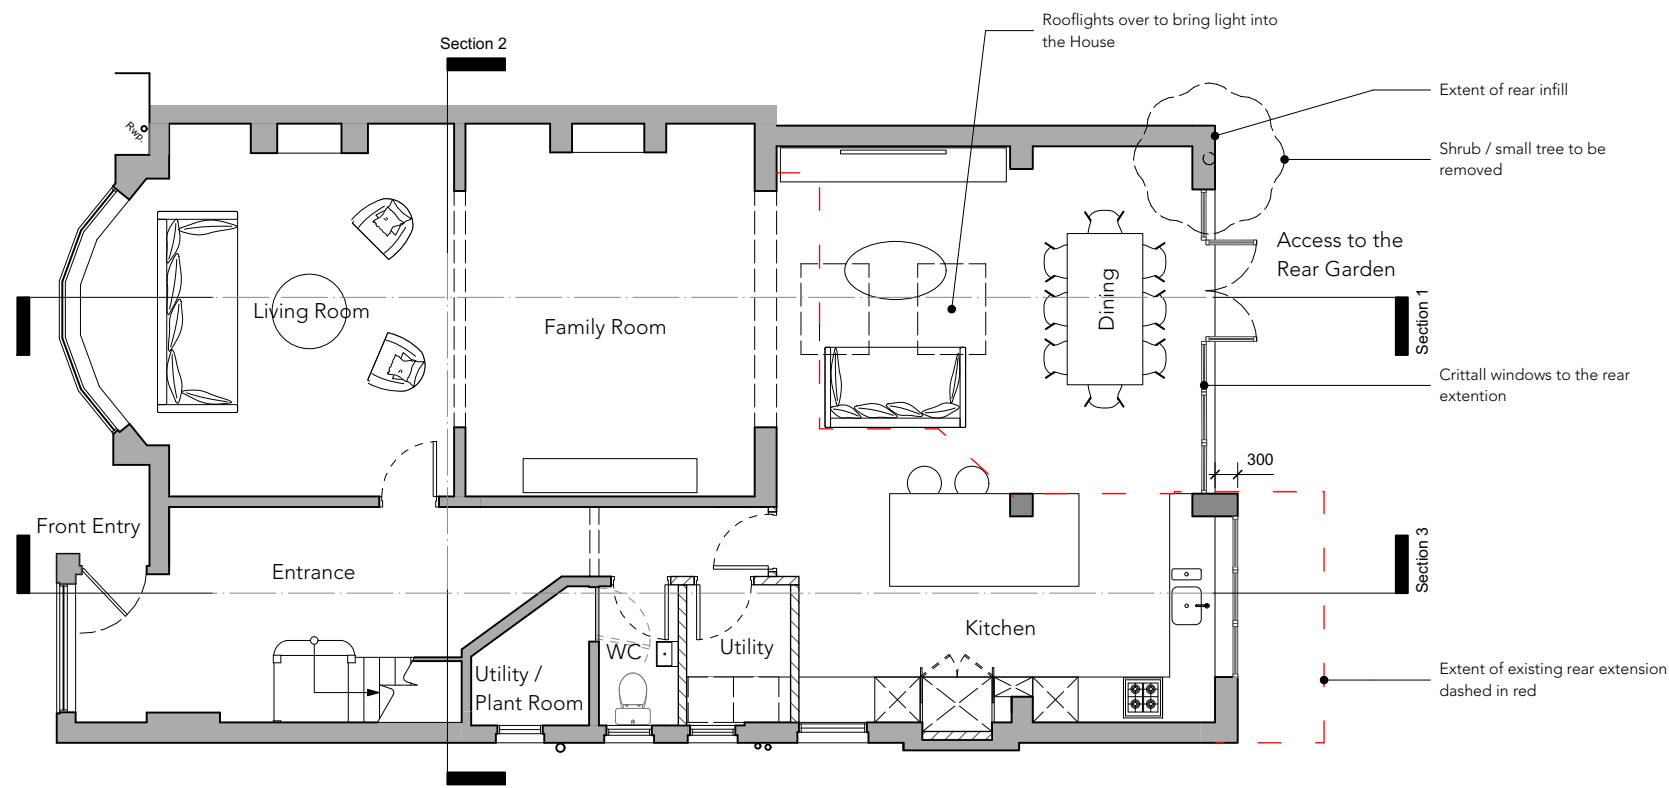 Rooflights over to bring light into
the House
Section 2
Extent of rear infill
Rwp.
Shrub / small tree to be
removed
Access to the
Rear Garden
Living Room
Family Room
Dining
Section 1
Crittall windows to the rear
extention
300
Front Entry
Entrance
Section 3
Kitchen
WC
Utility
Utility /
Plant Room
Extent of existing rear extension
dashed in red